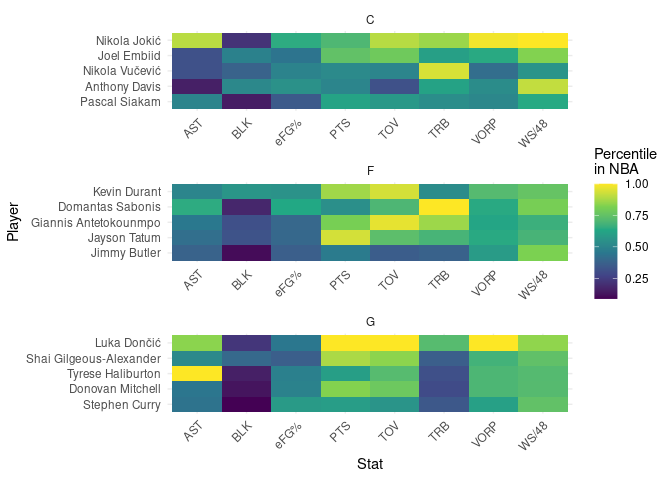 C
Nikola Jokić
Joel Embiid
Nikola Vučević
Anthony Davis
Pascal Siakam
AST
BLK
eFG%
PTS
TOV
TRB
VORP
WS/48
F
Kevin Durant
Domantas Sabonis
Giannis Antetokounmpo
Jayson Tatum
Jimmy Butler
AST
BLK
eFG%
PTS
TOV
TRB
VORP
WS/48
G
Luka Dončić
Shai Gilgeous-Alexander
Tyrese Haliburton
Donovan Mitchell
Stephen Curry
AST
BLK
eFG%
PTS
TOV
TRB
VORP
WS/48
Stat
Player
Percentile
in NBA
1.00
0.75
0.50
0.25